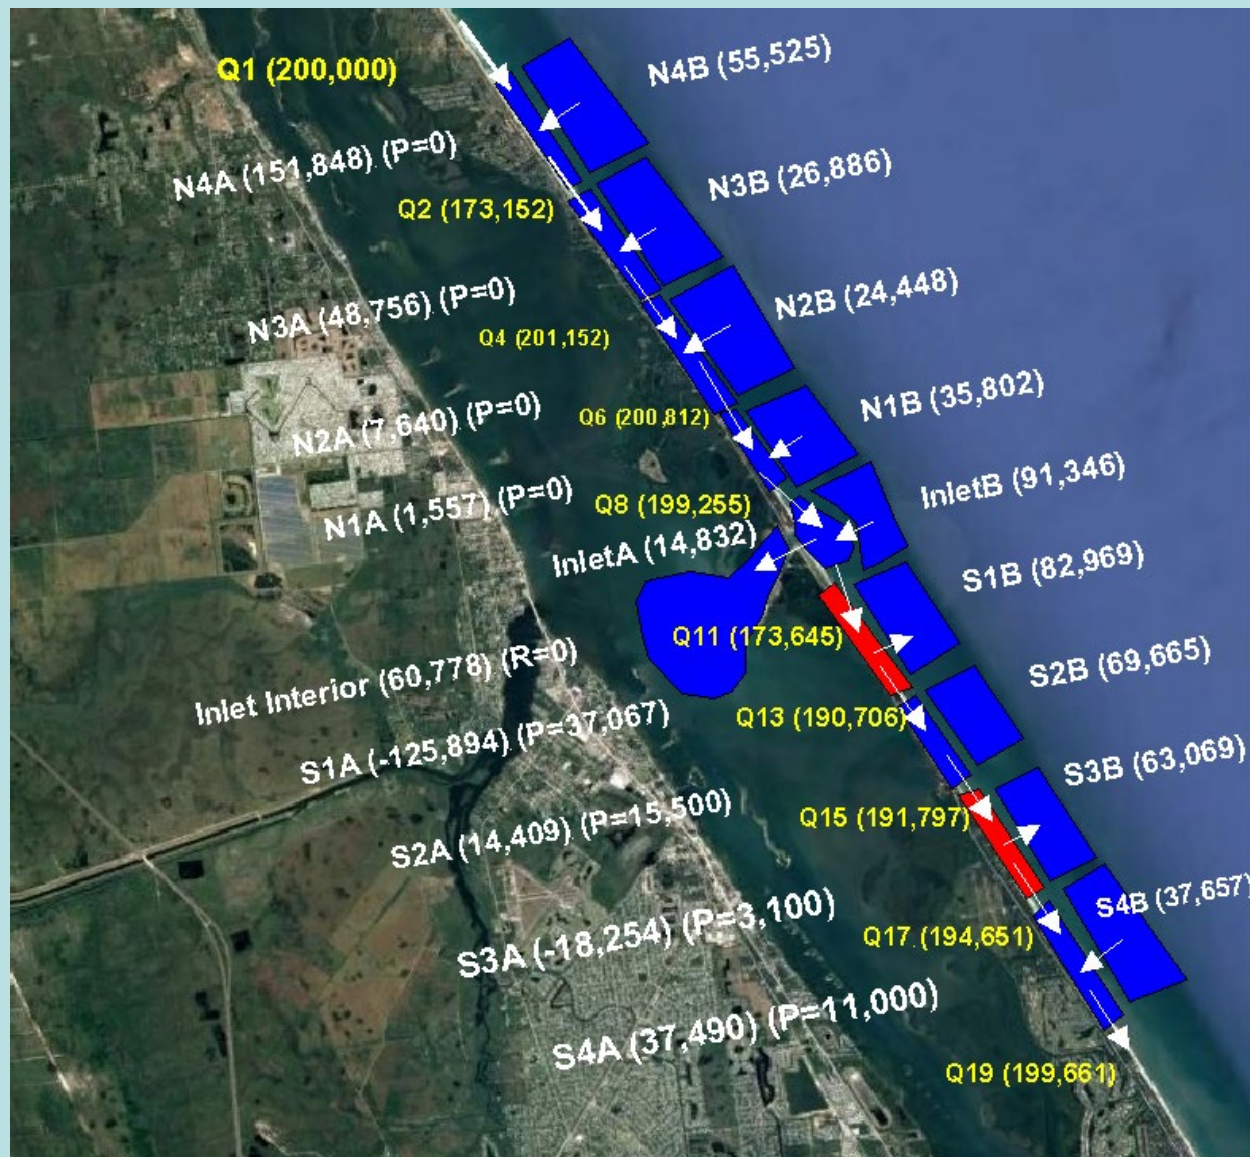 Q1 (200,000)
N4B (55,525)
N4A (151,848) (P=0)
N3B (26,886)
Q2 (173,152)
N3A (48,756) (P=0)
N2B (24,448)
Q4 (201,152)
N2A (7,640) (P=0)
N1B (35,802)
Q6 (200,812)
N1A (1,557) (P=0)
InletB (91,346)
Q8 (199,255)
InletA (14,832)
S1B (82,969)
Q11 (173,645)
Inlet Interior (60,778) (R=0)
S2B (69,665)
Q13 (190,706)
S1A (-125,894) (P=37,067)
S3B (63,069)
Q15 (191,797)
S2A (14,409) (P=15,500)
S4B (37,657)
Q17 (194,651)
S3A (-18,254) (P=3,100)
S4A (37,490) (P=11,000)
Q19 (199,661)